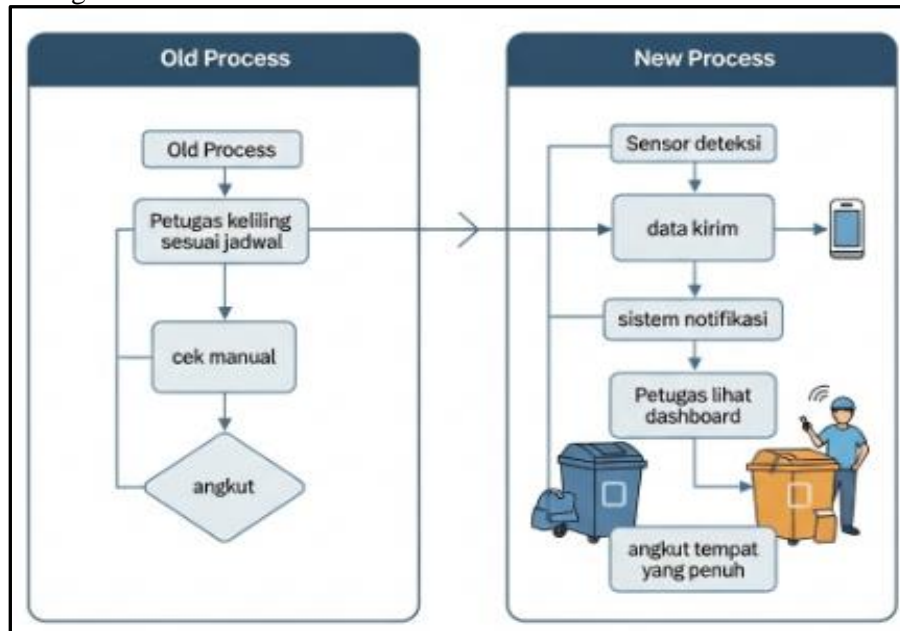 Old Process
Old Process
Petugas keliling
sesuai jadwal
cek manual
angkut
New Process
Sensor deteksi
data kirim
sistem notifikasi
Petugas lihat
dashboard
angkut tempat
yang penuh